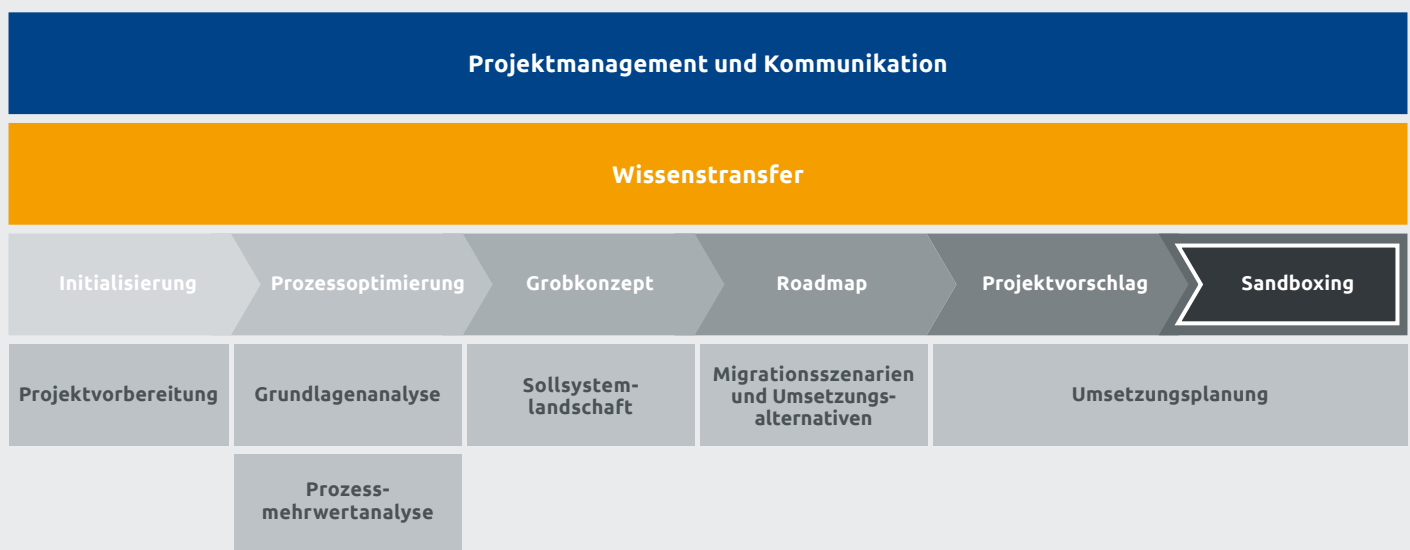 Projektmanagement und Kommunikation
Wissenstransfer
Initialisierung
Prozessoptimierung
Grobkonzept
Roadmap
Projektvorschlag
Sandboxing
Projektvorbereitung
Grundlagenanalyse
Sollsystem-
landschaft
Migrationsszenarien
und Umsetzungs-
alternativen
Umsetzungsplanung
Prozess-
mehrwertanalyse